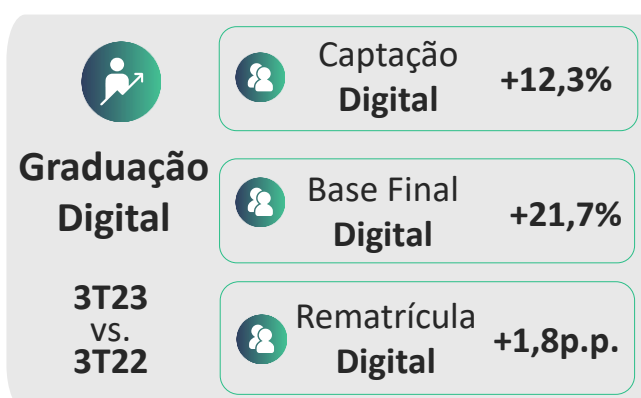 Graduação
Digital
3T23
vs.
3T22
Captação
Digital
+12,3%
Base Final
Digital
+21,7%
Rematrícula
Digital
+1,8p.p.